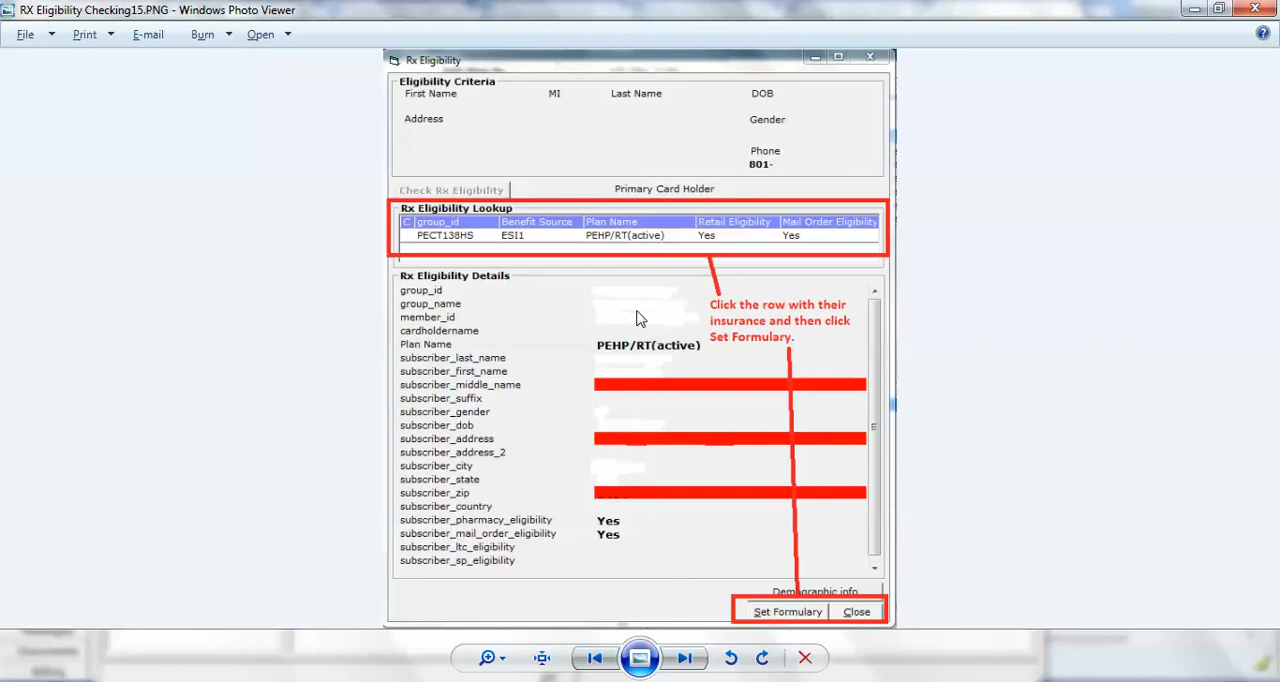 RX Eligibility Checking15.PNG - Windows Photo Viewer
File Print E-mail Burn Open
Rx Eligibility
Eligibility Criteria
First Name MI Last Name DOB
Address Gender
Phone
801-
Check Rx Eligibility Primary Card Holder
Rx Eligibility Lookup
C group_id Benefit Source Plan Name Retail Eligibility Mail Order Eligibility
PECT138HS ESI1 PEHP/RT(active) Yes Yes
Rx Eligibility Details
group_id
group_name
member_id
cardholdername
Plan Name PEHP/RT(active)
Click the row with their
insurance and then click
Set Formulary.
subscriber_last_name
subscriber_first_name
subscriber_middle_name
subscriber_suffix
subscriber_gender
subscriber_dob
subscriber_address
subscriber_address_2
subscriber_city
subscriber_state
subscriber_zip
subscriber_country
subscriber_pharmacy_eligibility Yes
subscriber_mail_order_eligibility Yes
subscriber_ltc_eligibility
subscriber_sp_eligibility
Demographic info
Set Formulary Close